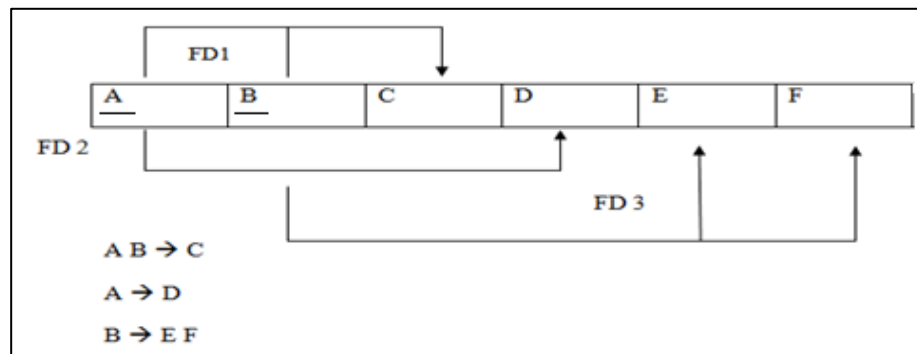 FD1
A B C D E F
FD 2
FD 3
A B → C
A → D
B → E F